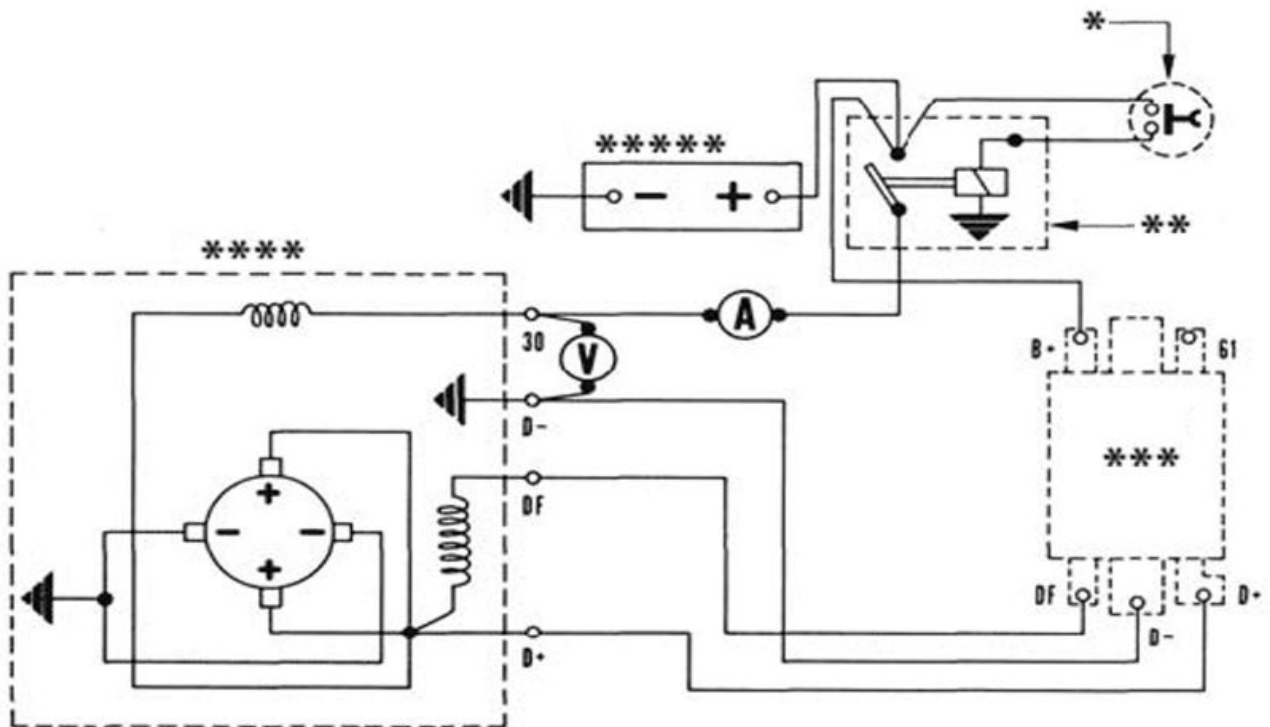 *
*****
- +
**
****
A
30
V
B+
61
D-
***
+
- -
+
DF
DF
D+
D-
D+